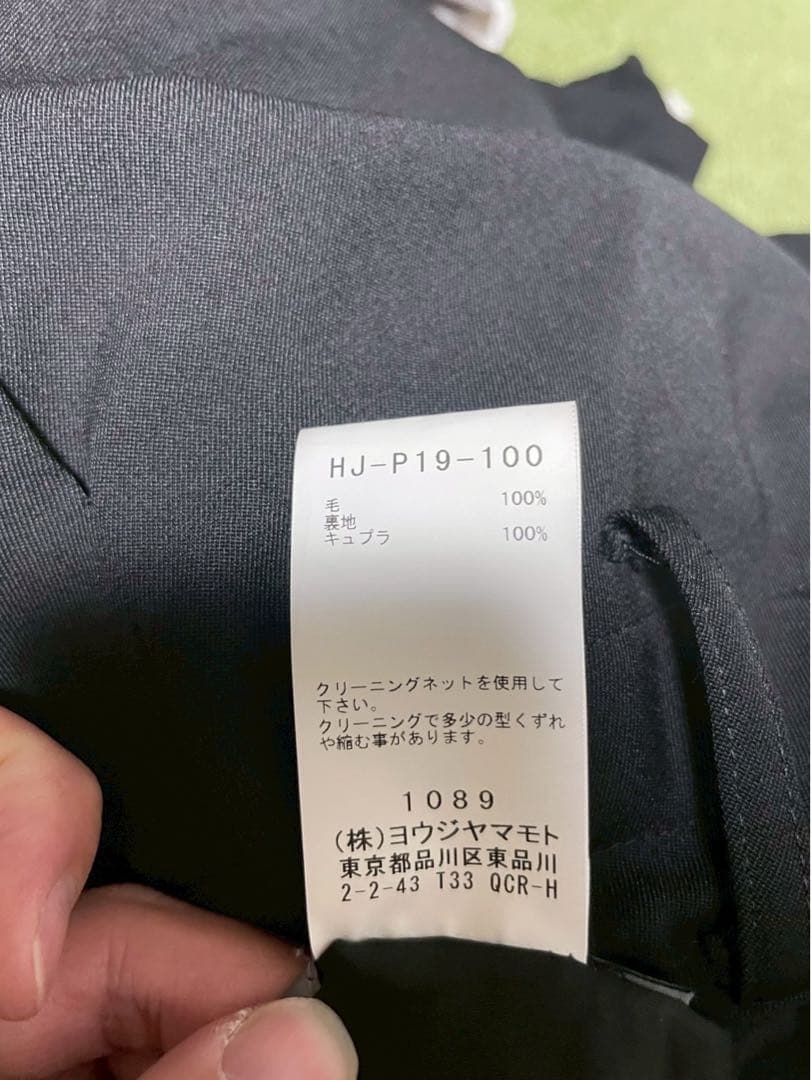 HJ-P19-100
毛 100%
裏地
キュプラ 100%
クリーニングネットを使用して
下さい。
クリーニングで多少の型くずれ
や縮む事があります。
1089
(株)ヨウジヤマモト
東京都品川区東品川
2-2-43 T33 QCR-H